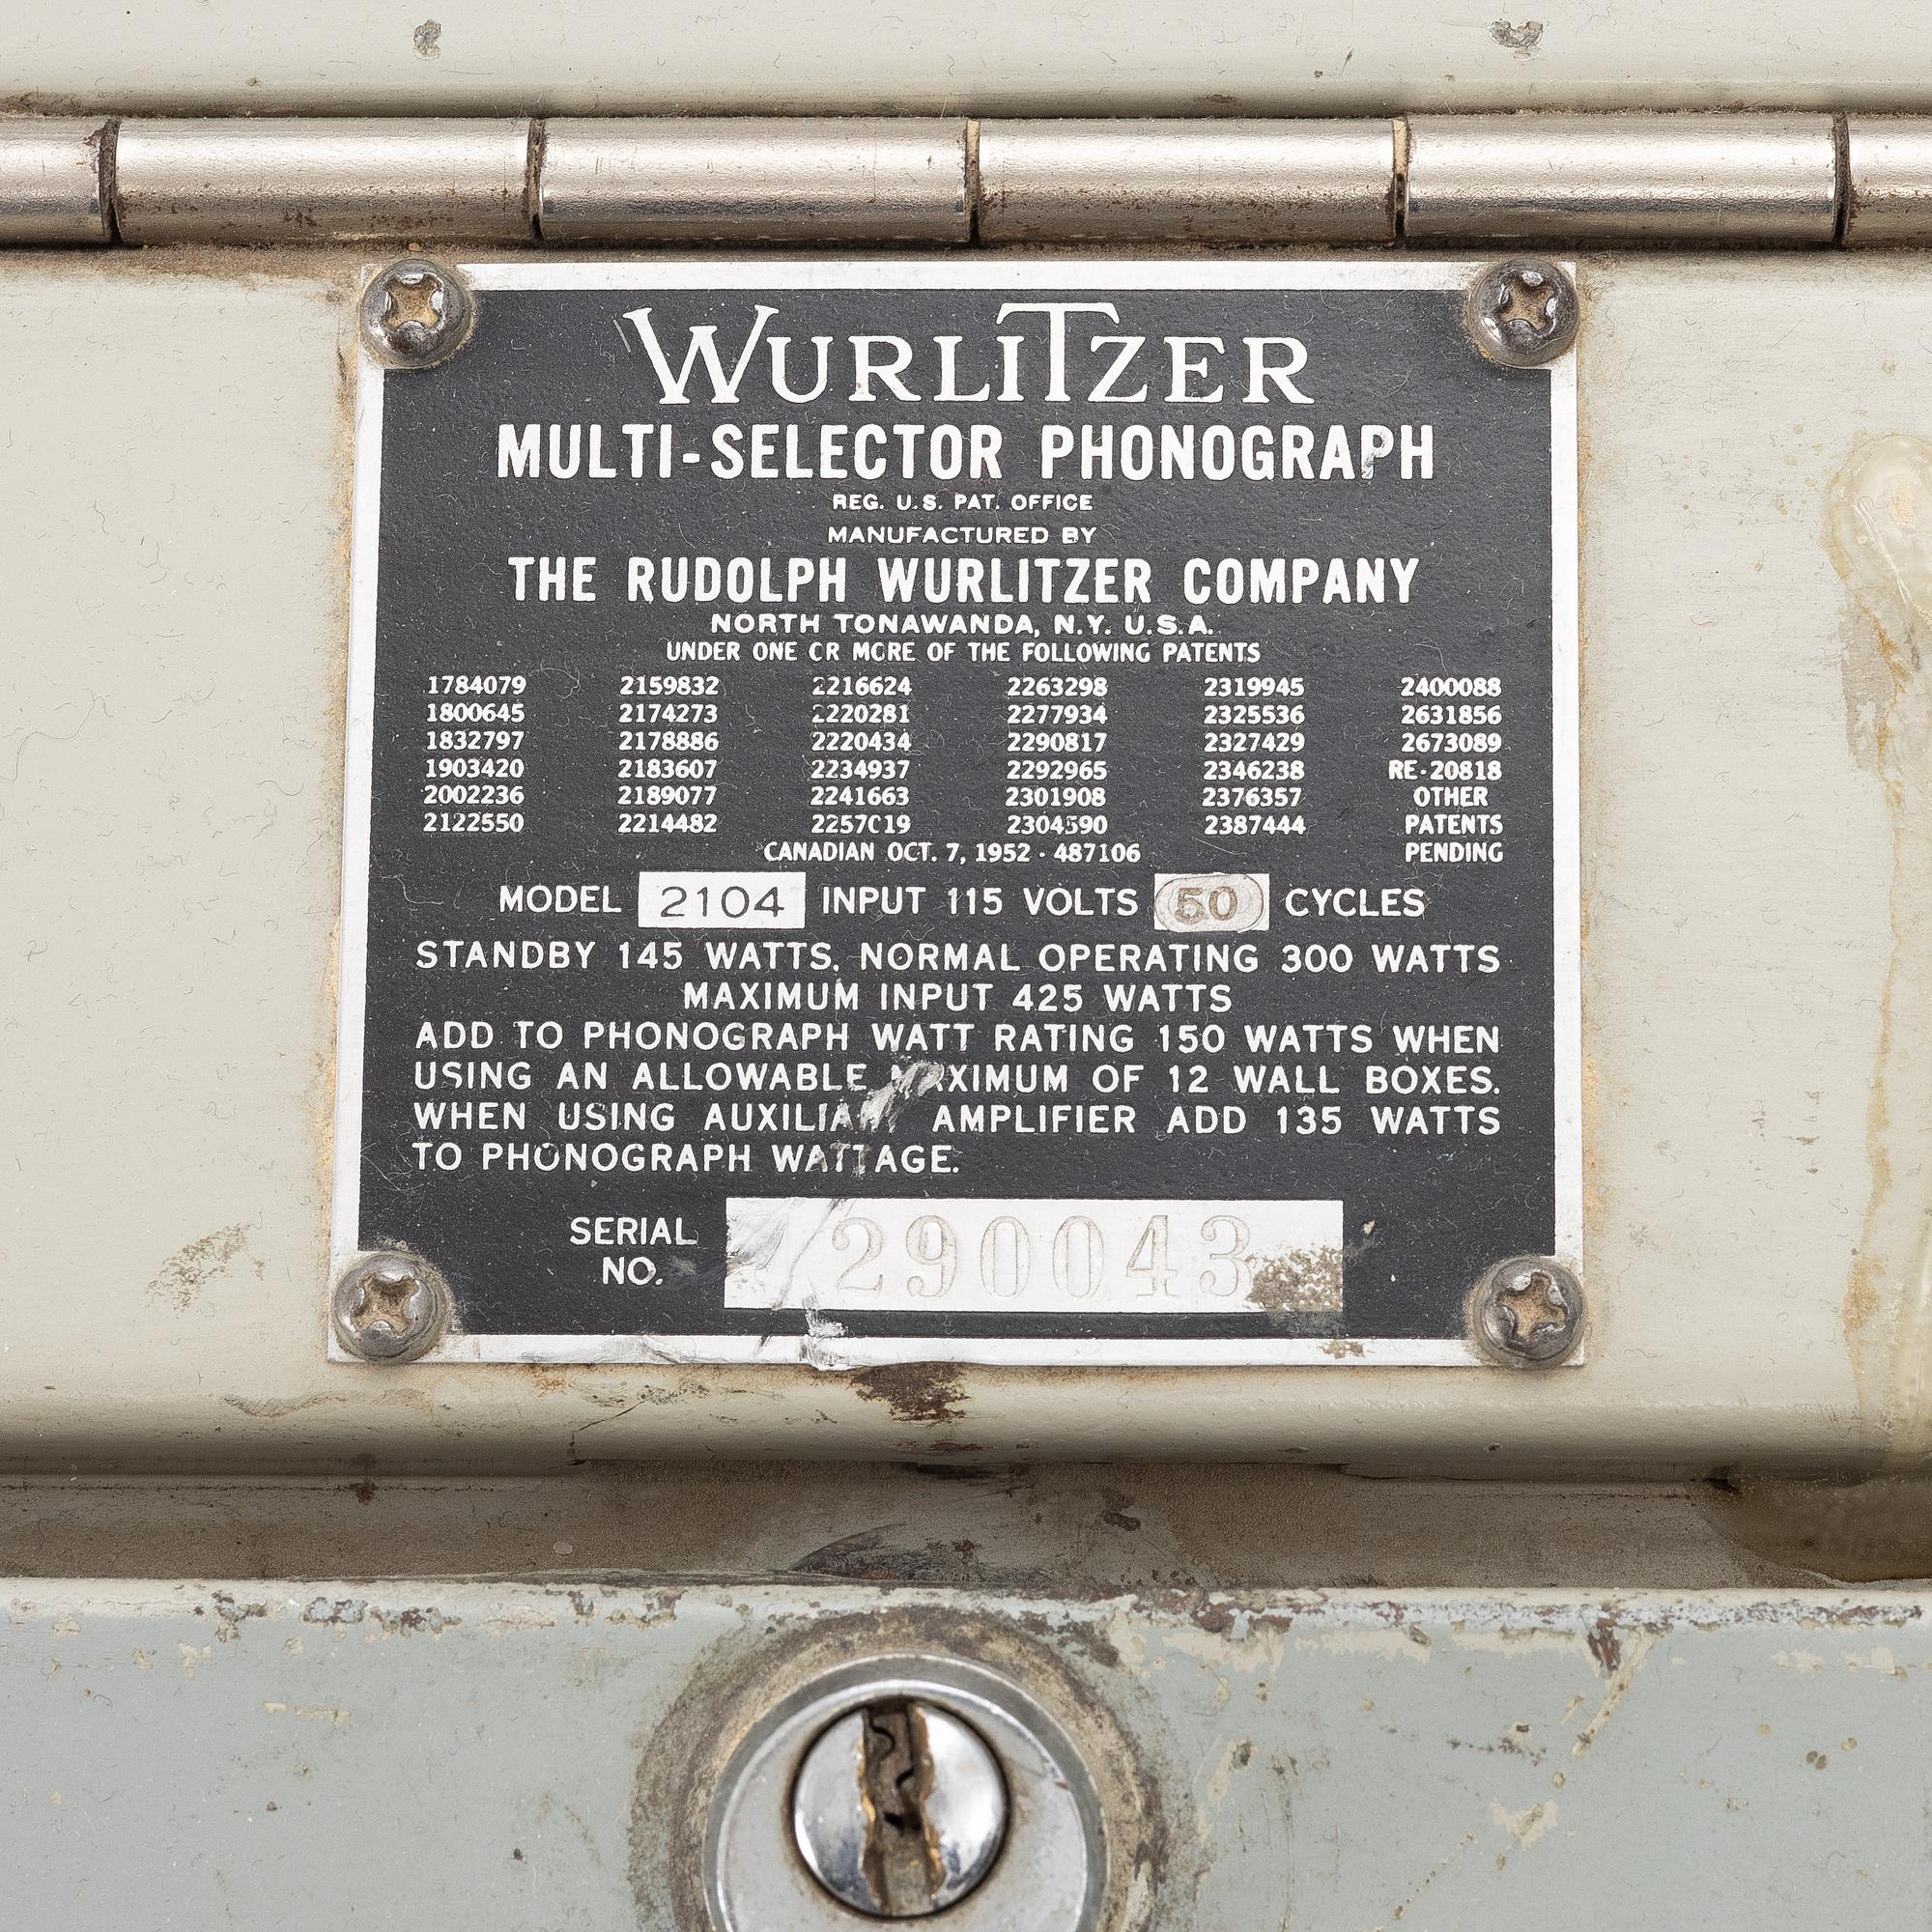 WURLITZER
MULTI-SELECTOR PHONOGRAPH
REG. U.S. PAT. OFFICE
MANUFACTURED BY
THE RUDOLPH WURLITZER COMPANY
NORTH TONAWANDA, N.Y. U.S.A.
UNDER ONE OR MORE OF THE FOLLOWING PATENTS
1784079 2159832 2216624 2263298 2319945 2400088
1800645 2174273 2220281 2277934 2325536 2631856
1832797 2178886 2220434 2290817 2327429 2673089
1903420 2183607 2234937 2292965 2346238 RE-20818
2002236 2189077 2241663 2301908 2376357 OTHER
2122550 2214482 2257019 2304590 2387444 PATENTS
CANADIAN OCT. 7, 1952 - 487106 PENDING
MODEL 2104 INPUT 115 VOLTS 50 CYCLES
STANDBY 145 WATTS, NORMAL OPERATING 300 WATTS
MAXIMUM INPUT 425 WATTS
ADD TO PHONOGRAPH WATT RATING 150 WATTS WHEN
USING AN ALLOWABLE MAXIMUM OF 12 WALL BOXES.
WHEN USING AUXILIARY AMPLIFIER ADD 135 WATTS
TO PHONOGRAPH WATTAGE.
SERIAL NO. 290043